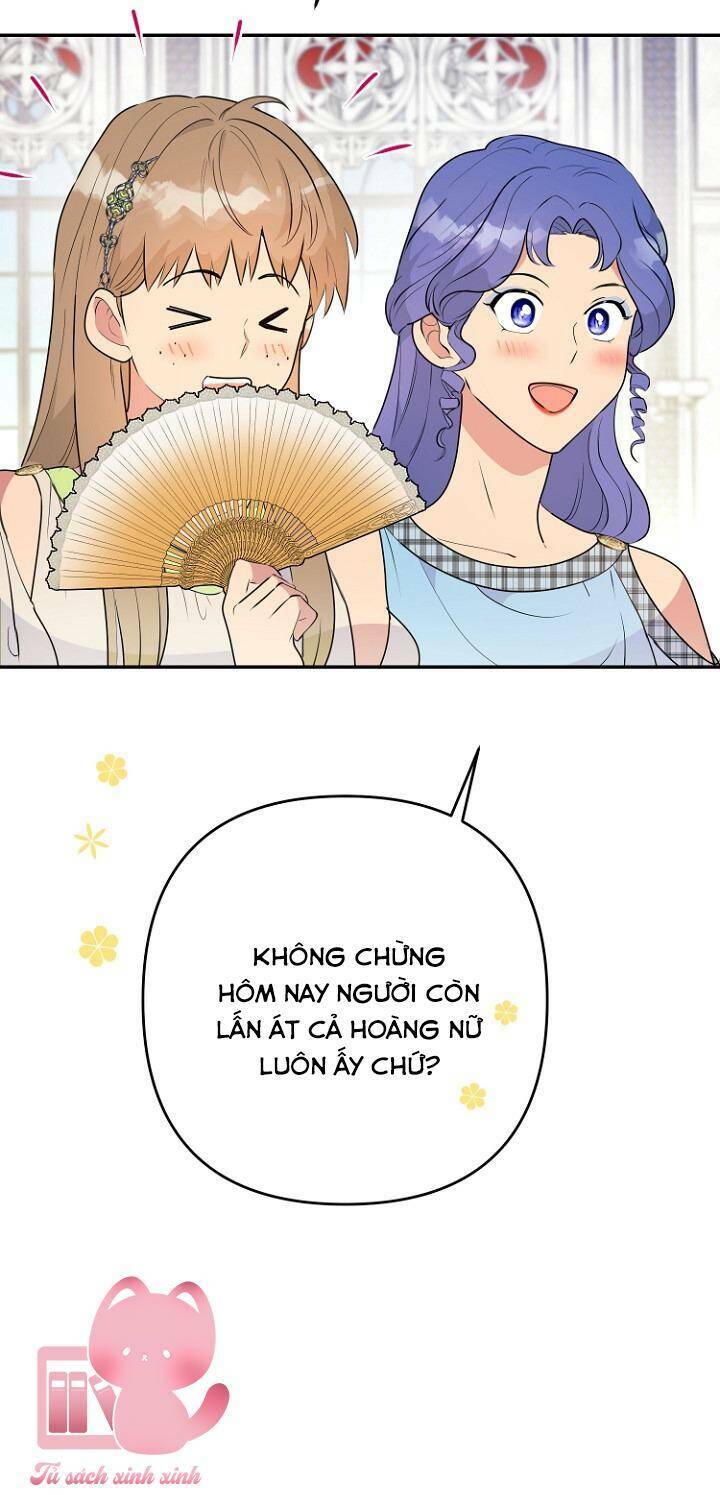 KHÔNG CHỪNG
HÔM NAY NGƯỜI CÒN
LẤN ÁT CẢ HOÀNG NỮ
LUÔN ẤY CHỨ?
Tủ sách xinh xinh